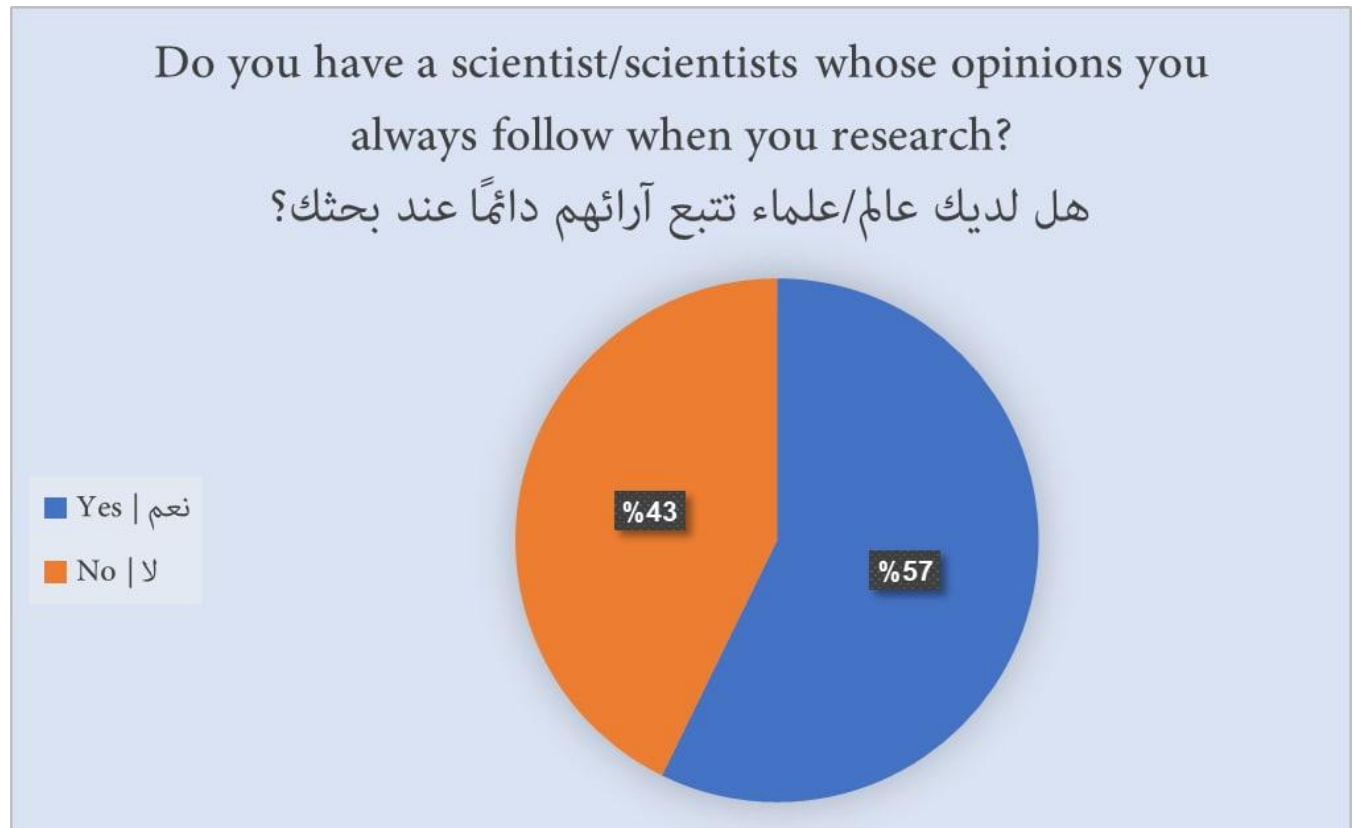 Do you have a scientist/scientists whose opinions you
always follow when you research?
هل لديك عالم/علماء تتبع آرائهم دائمًا عند بحثك؟
%43
%57
Yes | نعم
No | لا